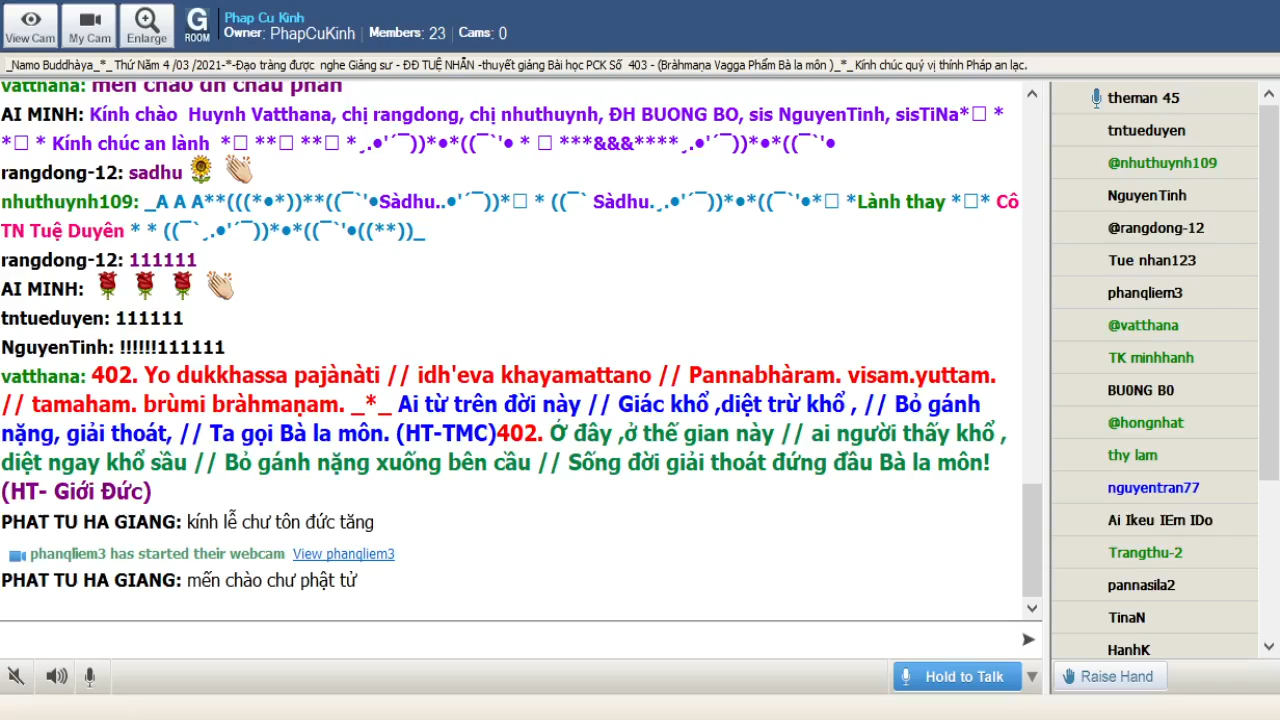 View Cam
My Cam
Enlarge
G
ROOM
Phap Cu Kinh
Owner: PhapCuKinh | Members: 23 | Cams: 0
_Namo Buddhàya_*_ Thứ Năm 4 /03 /2021-*-Đạo tràng được nghe Giảng sư - ĐĐ TUỆ NHẪN -thuyết giảng Bài học PCK Số 403 - (Bràhmaṇa Vagga Phẩm Bà la môn )_*_ Kính chúc quý vị thính Pháp an lạc.
vatthana: mến chào đh châu phan
AI MINH: Kính chào Huynh Vatthana, chị rangdong, chị nhuthuynh, ĐH BUONG BO, sis NguyenTinh, sisTiNa*□ *
*□ * Kính chúc an lành *□ **□ **□ *¸.•'´¯))*•*((¯`'• * □ ***&&&****¸.•'´¯))*•*((¯`'•
rangdong-12: sadhu
nhuthuynh109: _A A A**(((*•*))**((¯`'•Sàdhu..•'´¯))*□ * ((¯` Sàdhu.¸.•'´¯))*•*((¯`'•*□ *Lành thay *□* Cô
TN Tuệ Duyên * * ((¯`¸.•'´¯))*•*((¯`'•((**))_
rangdong-12: 111111
AI MINH:
tntueduyen: 111111
NguyenTinh: !!!!!!111111
vatthana: 402. Yo dukkhassa pajànàti // idh'eva khayamattano // Pannabhàram. visam.yuttam.
// tamaham. brùmi bràhmaṇam. _*_ Ai từ trên đời này // Giác khổ ,diệt trừ khổ , // Bỏ gánh
nặng, giải thoát, // Ta gọi Bà la môn. (HT-TMC)402. Ở đây ,ở thế gian này // ai người thấy khổ ,
diệt ngay khổ sầu // Bỏ gánh nặng xuống bên cầu // Sống đời giải thoát đứng đâu Bà la môn!
(HT- Giới Đức)
PHAT TU HA GIANG: kính lễ chư tôn đức tăng
phanqliem3 has started their webcam View phanqliem3
PHAT TU HA GIANG: mến chào chư phật tử
Hold to Talk
theman 45
tntueduyen
@nhuthuynh109
NguyenTinh
@rangdong-12
Tue nhan123
phanqliem3
@vatthana
TK minhhanh
BU0NG B0
@hongnhat
thy lam
nguyentran77
Ai Ikeu IEm IDo
Trangthu-2
pannasila2
TinaN
HanhK
Raise Hand